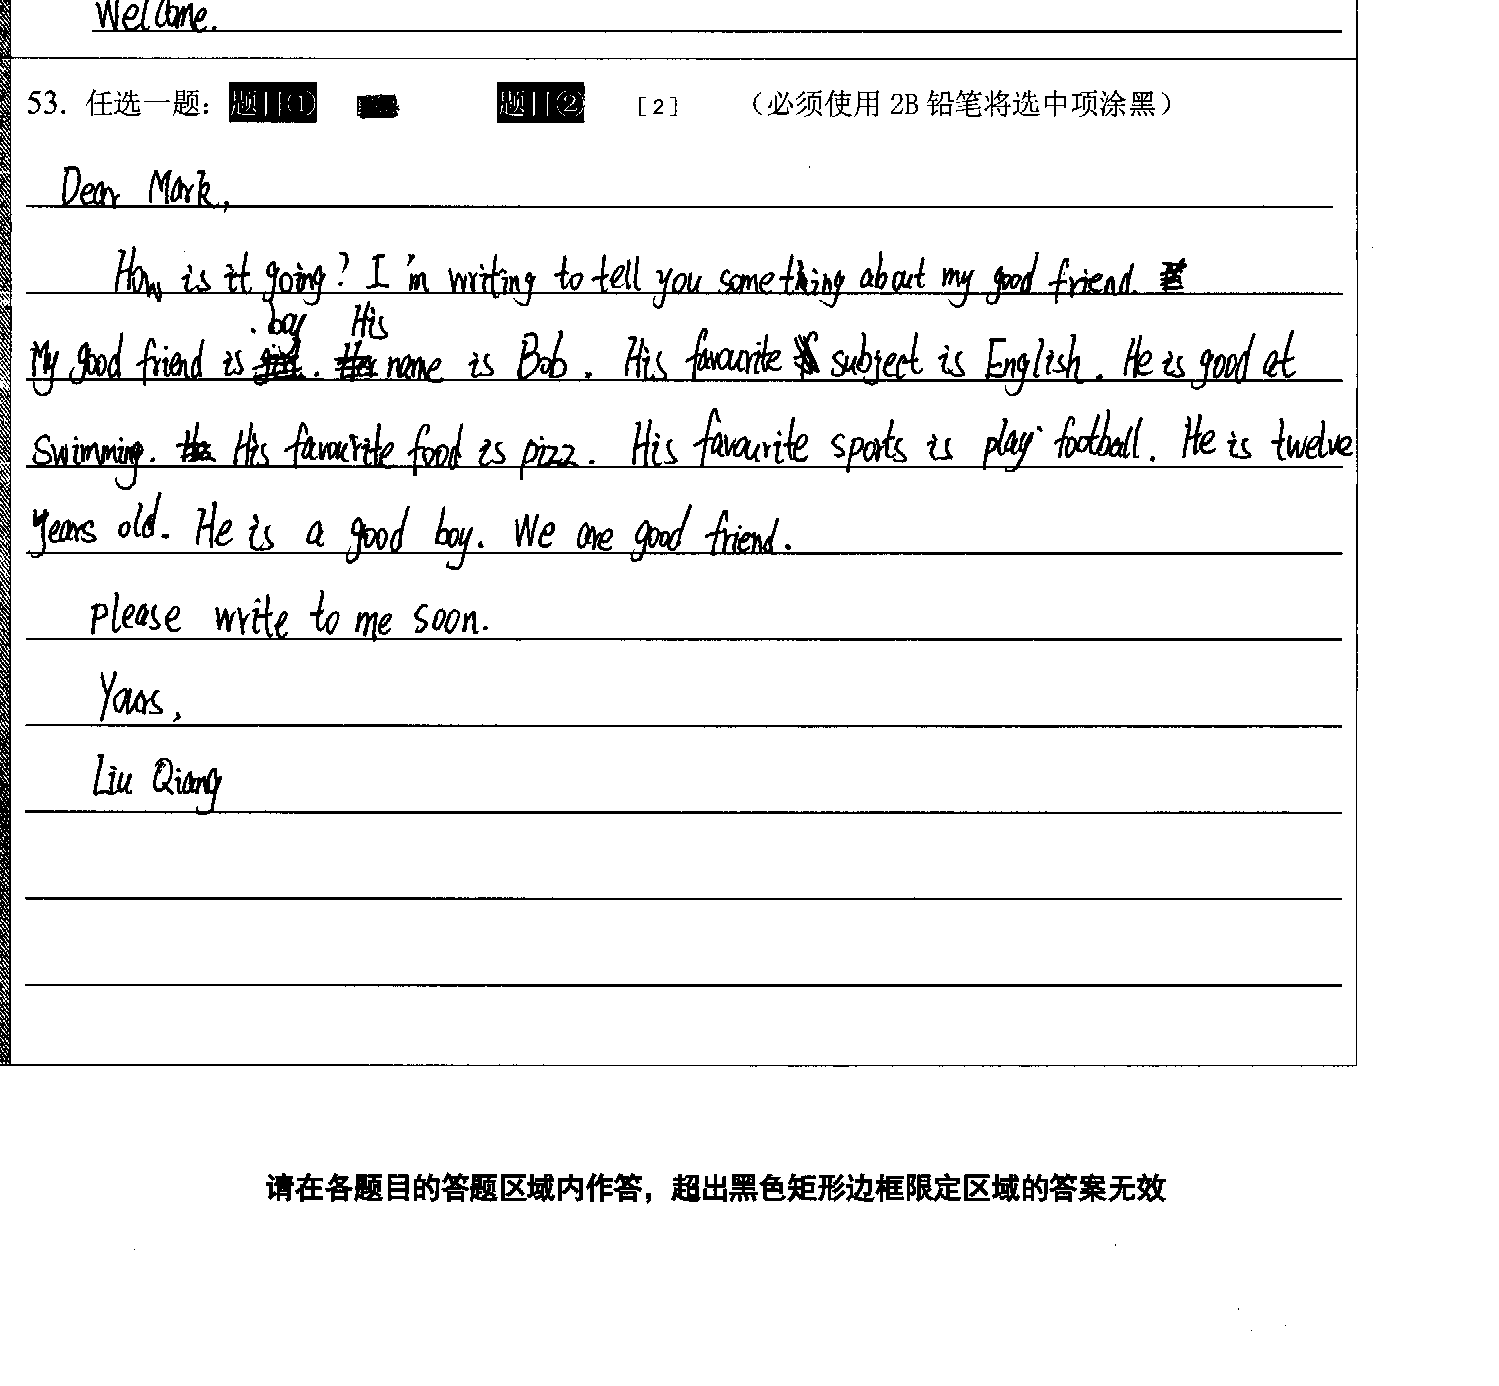 Welcome.
53. 任选一题： 题目① 题目② [2] （必须使用 2B 铅笔将选中项涂黑）
Dear Mark,
How is it going? I'm writing to tell you something about my good friend.
boy His
My good friend is girl. Her name is Bob. His favourite subject is English. He is good at
swimming. His favourite food is pizz. His favourite sports is play football. He is twelve
years old. He is a good boy. We are good friend.
please write to me soon.
Yours,
Liu Qiang
请在各题目的答题区域内作答，超出黑色矩形边框限定区域的答案无效